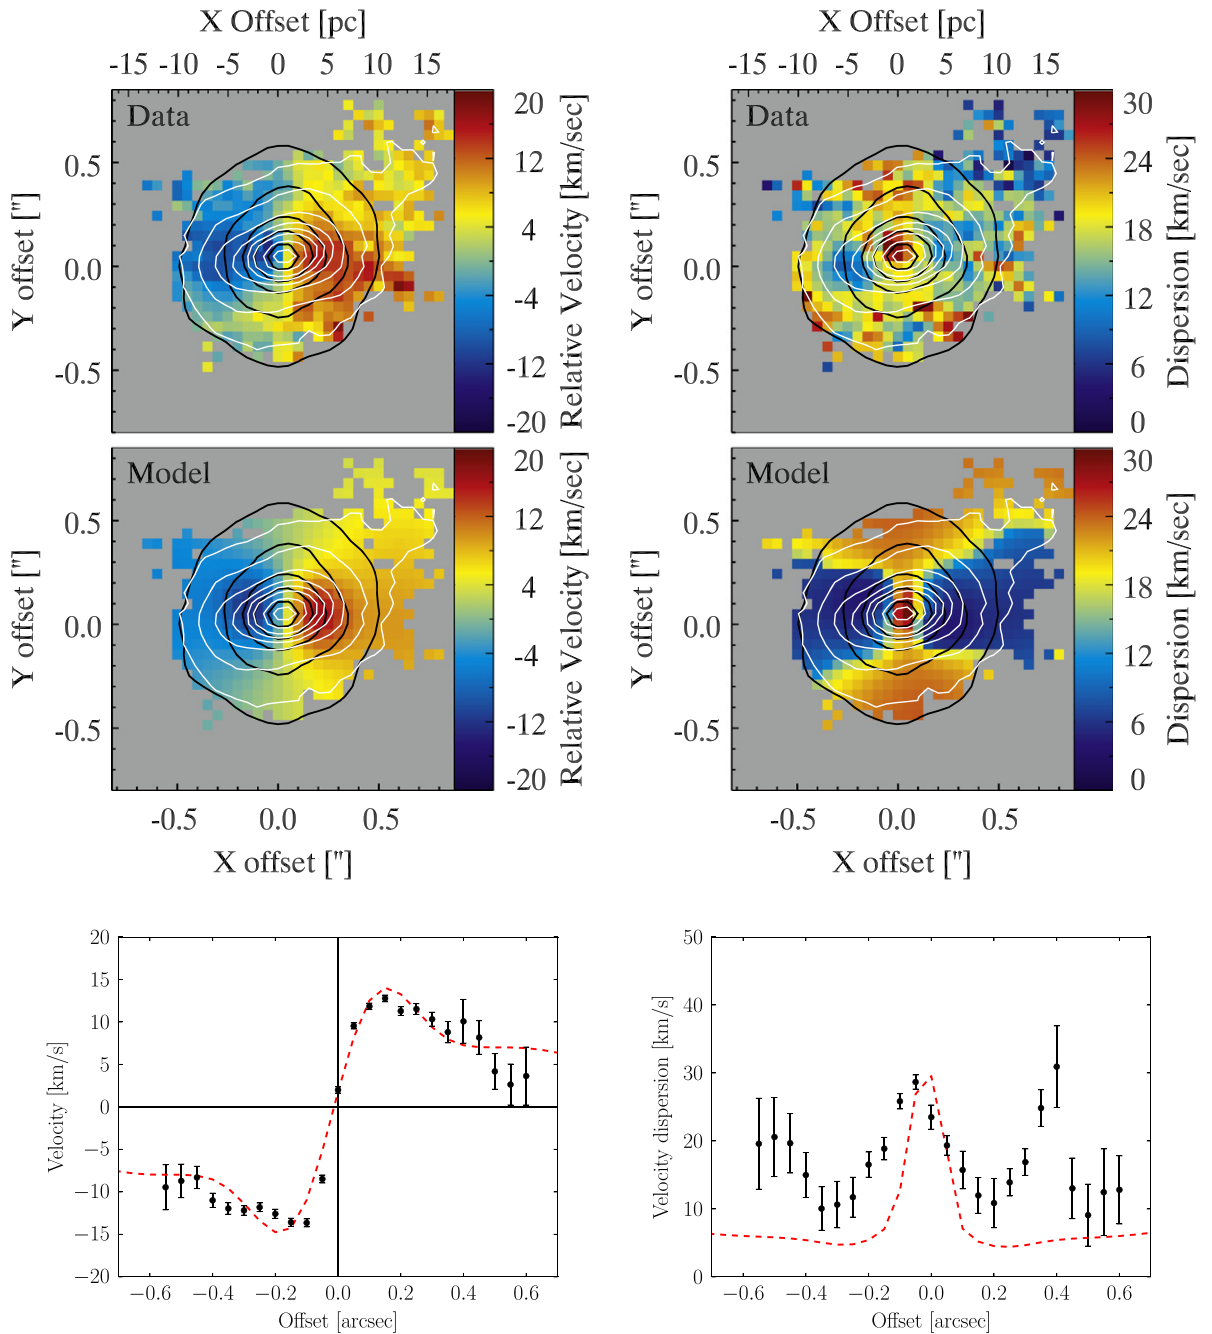 X Offset [pc]
-15 -10 -5 0 5 10 15
Data
20
12
4
-4
-12
-20
Relative Velocity [km/sec]
0.5
0.0
-0.5
Y offset ["]
X Offset [pc]
-15 -10 -5 0 5 10 15
Data
30
24
18
12
6
0
Dispersion [km/sec]
0.5
0.0
-0.5
Y offset ["]
Model
20
12
4
-4
-12
-20
Relative Velocity [km/sec]
0.5
0.0
-0.5
Y offset ["]
-0.5 0.0 0.5
X offset ["]
Model
30
24
18
12
6
0
Dispersion [km/sec]
0.5
0.0
-0.5
Y offset ["]
-0.5 0.0 0.5
X offset ["]
20
15
10
5
0
−5
−10
−15
−20
Velocity [km/s]
−0.6 −0.4 −0.2 0.0 0.2 0.4 0.6
Offset [arcsec]
50
40
30
20
10
0
Velocity dispersion [km/s]
−0.6 −0.4 −0.2 0.0 0.2 0.4 0.6
Offset [arcsec]